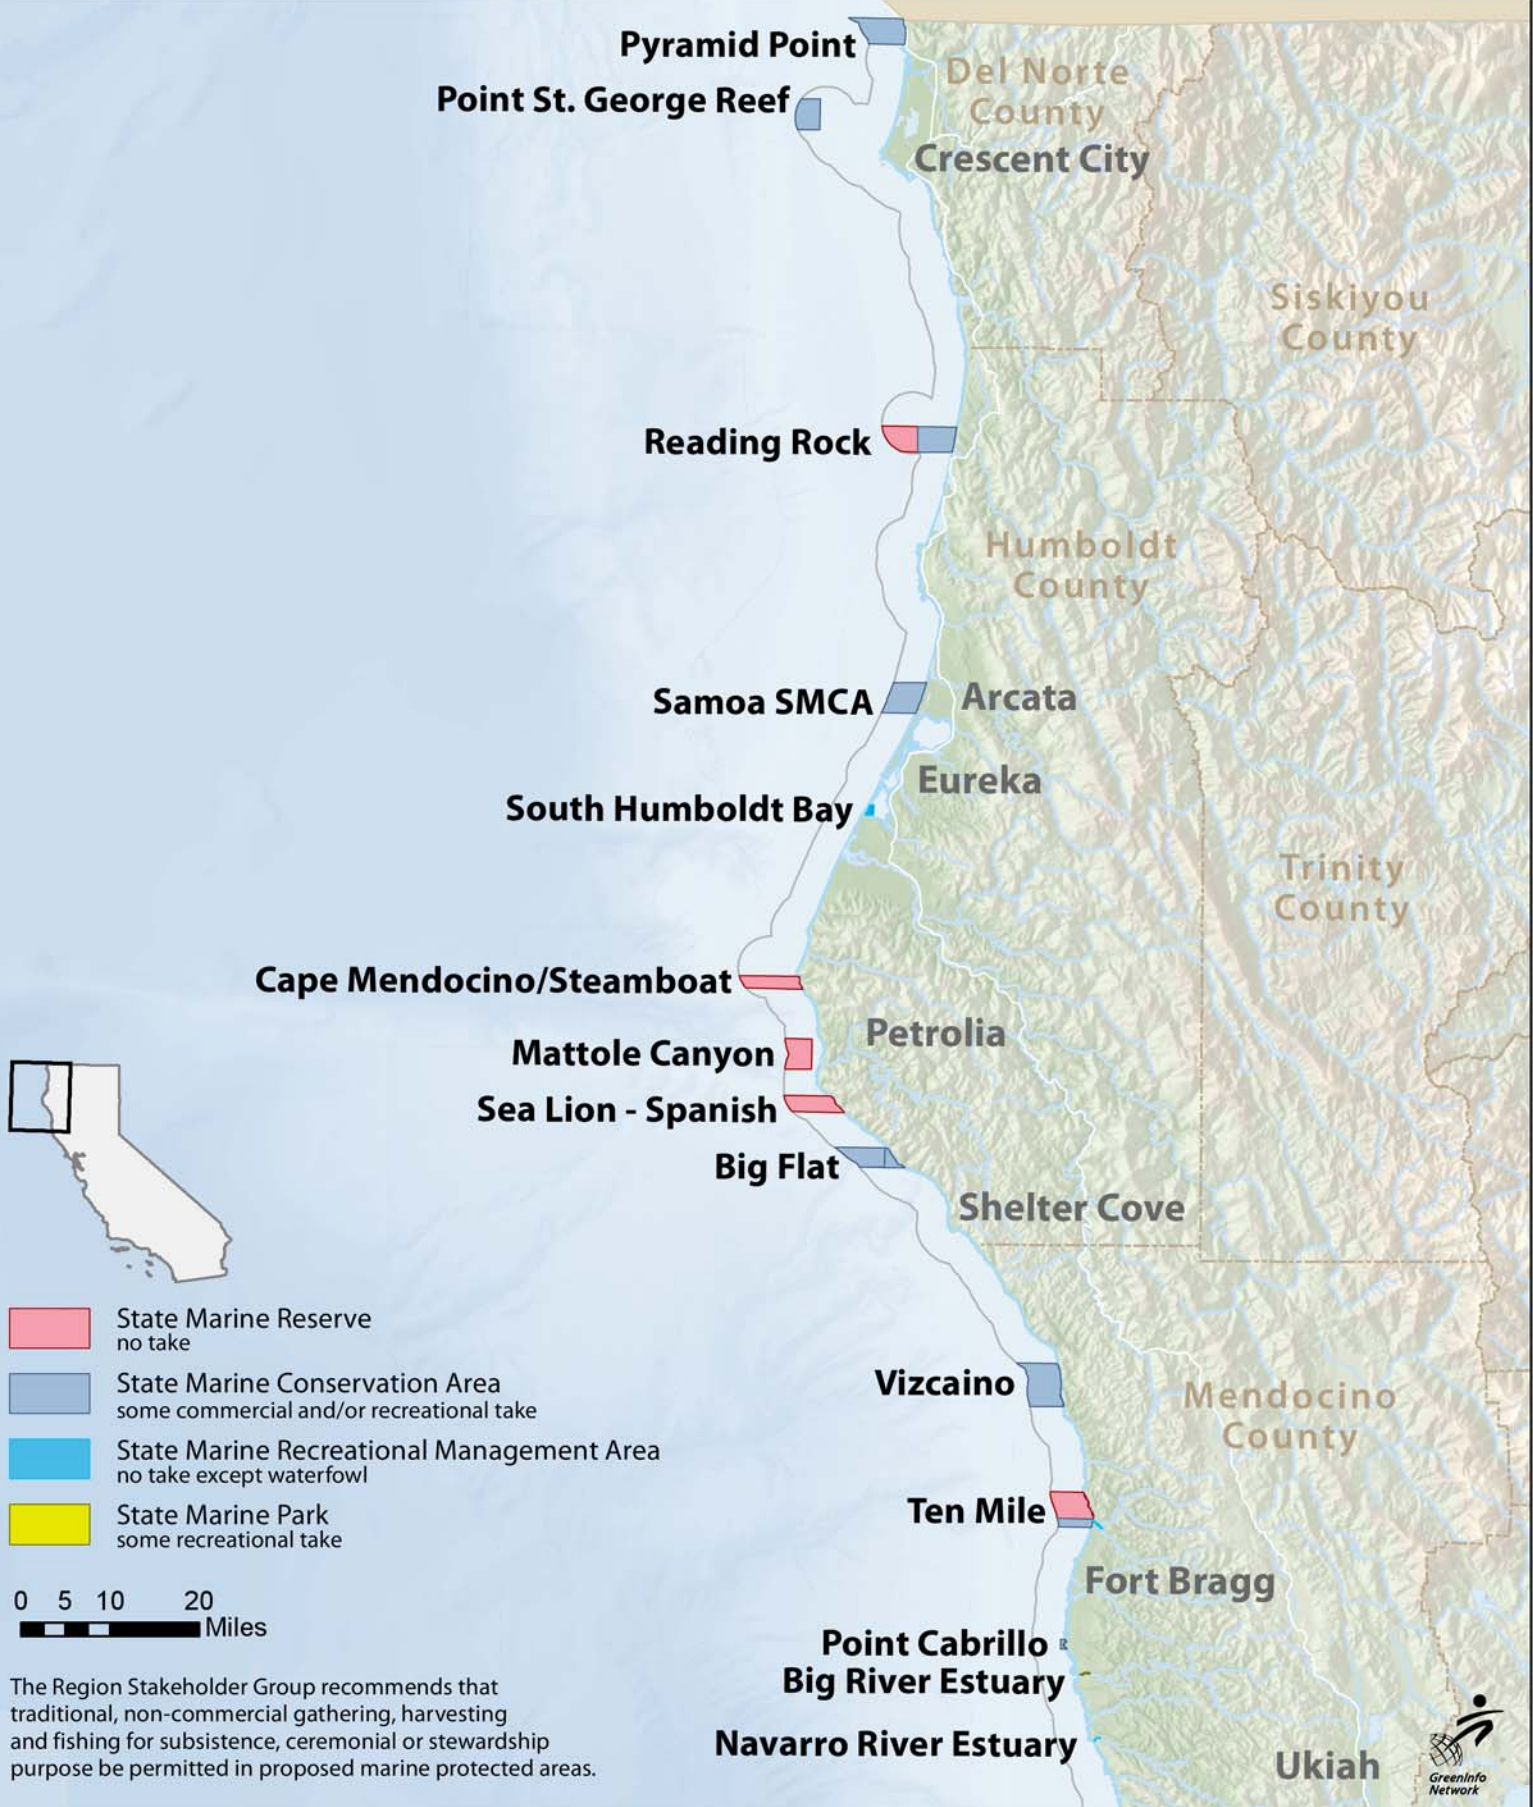 Pyramid Point
Del Norte
County
Point St. George Reef
Crescent City
Siskiyou
County
Reading Rock
Humboldt
County
Samoa SMCA
Arcata
Eureka
South Humboldt Bay
Trinity
County
Cape Mendocino/Steamboat
Petrolia
Mattole Canyon
Sea Lion - Spanish
Big Flat
Shelter Cove
State Marine Reserve
no take
State Marine Conservation Area
some commercial and/or recreational take
State Marine Recreational Management Area
no take except waterfowl
State Marine Park
some recreational take
Vizcaino
Mendocino
County
Ten Mile
Fort Bragg
0 5 10 20
Miles
Point Cabrillo
Big River Estuary
Navarro River Estuary
Ukiah
The Region Stakeholder Group recommends that
traditional, non-commercial gathering, harvesting
and fishing for subsistence, ceremonial or stewardship
purpose be permitted in proposed marine protected areas.
GreenInfo
Network